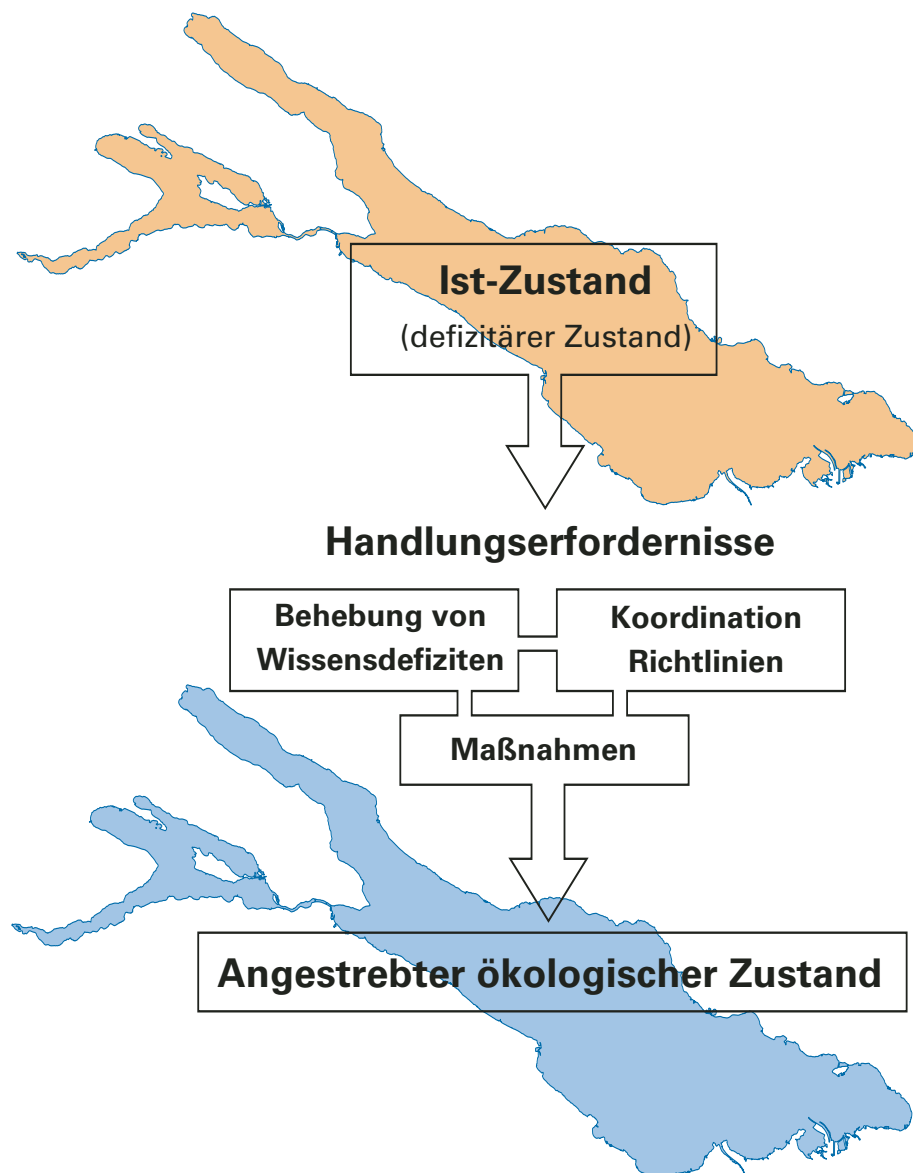 Ist-Zustand
(defizitärer Zustand)
Handlungserfordernisse
Behebung von
Wissensdefiziten
Koordination
Richtlinien
Maßnahmen
Angestrebter ökologischer Zustand